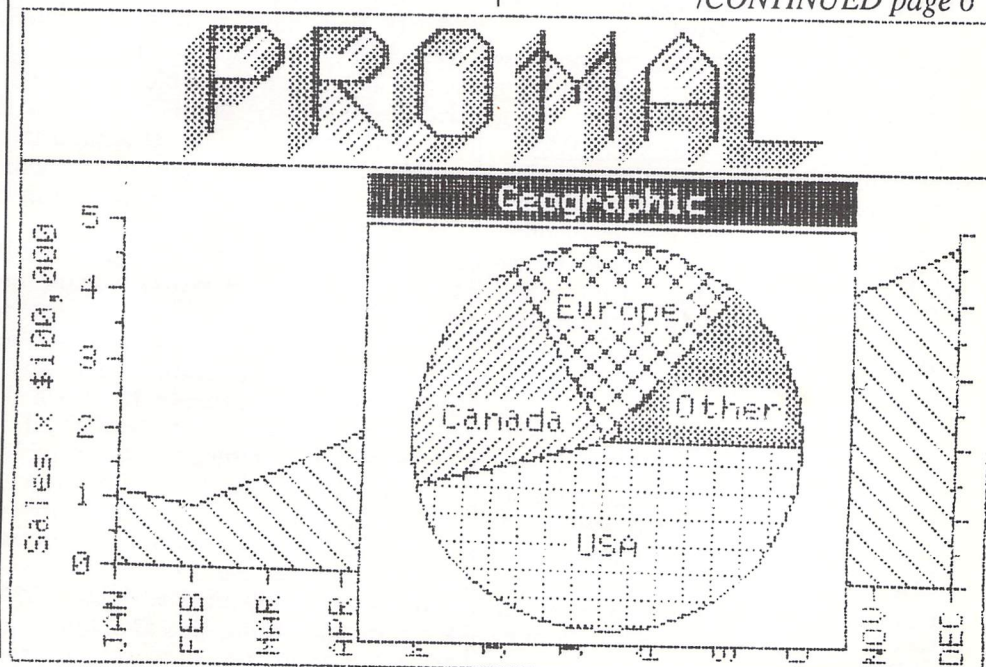 /CONTINUED page 6
PROMAL
Geographic
Sales x $100,000
5
4
3
2
1
0
Europe
Canada
Other
USA
JAN
FEB
MAR
APR
NOV
DEC